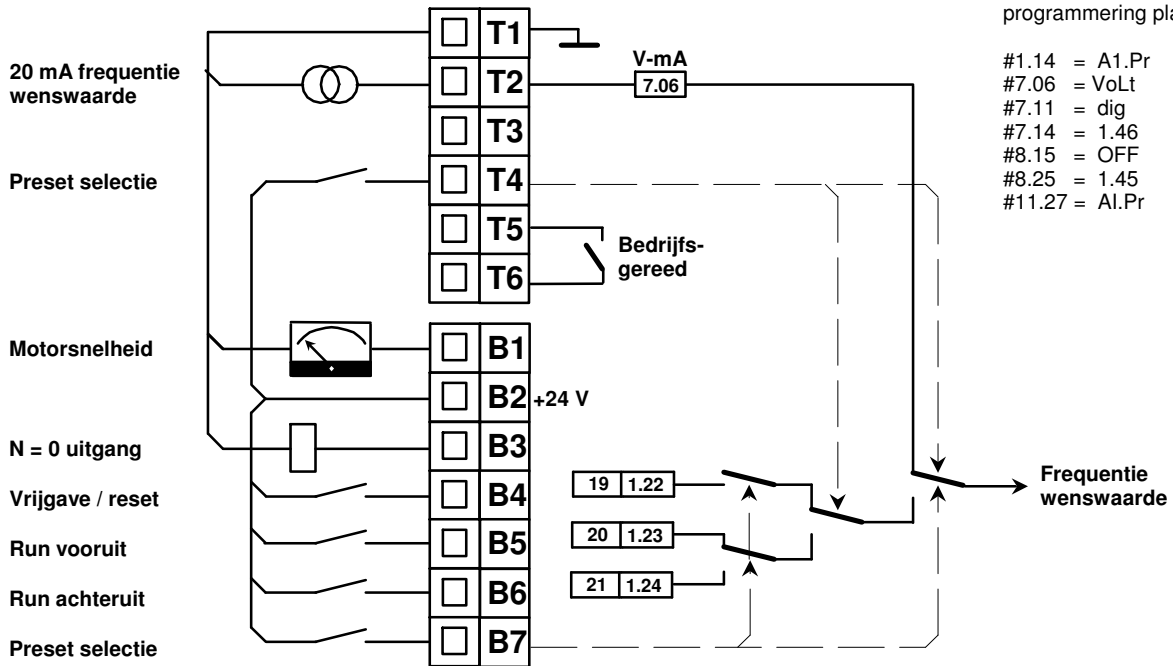 programmering pla
#1.14 = A1.Pr
#7.06 = VoLt
#7.11 = dig
#7.14 = 1.46
#8.15 = OFF
#8.25 = 1.45
#11.27 = AI.Pr
T1
20 mA frequentie
wenswaarde
T2
V-mA
7.06
T3
Preset selectie
T4
T5
Bedrijfs-
gereed
T6
Motorsnelheid
B1
B2
+24 V
N = 0 uitgang
B3
Vrijgave / reset
B4
19 1.22
Frequentie
wenswaarde
Run vooruit
B5
20 1.23
Run achteruit
B6
21 1.24
Preset selectie
B7